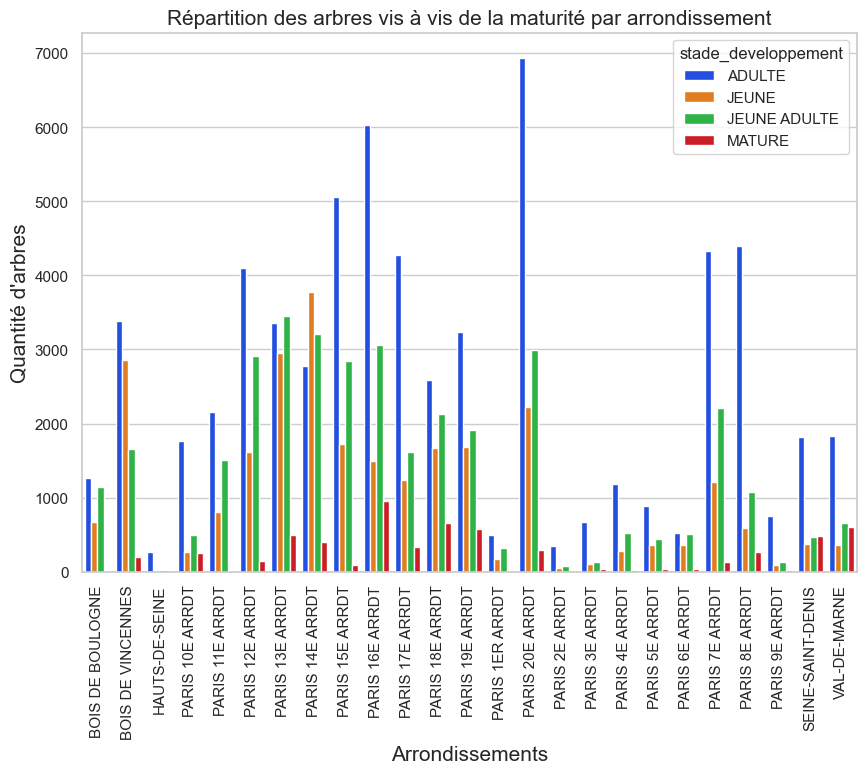 Répartition des arbres vis à vis de la maturité par arrondissement
stade_developpement
ADULTE
JEUNE
JEUNE ADULTE
MATURE
Quantité d'arbres
7000
6000
5000
4000
3000
2000
1000
0
BOIS DE BOULOGNE
BOIS DE VINCENNES
HAUTS-DE-SEINE
PARIS 10E ARRDT
PARIS 11E ARRDT
PARIS 12E ARRDT
PARIS 13E ARRDT
PARIS 14E ARRDT
PARIS 15E ARRDT
PARIS 16E ARRDT
PARIS 17E ARRDT
PARIS 18E ARRDT
PARIS 19E ARRDT
PARIS 1ER ARRDT
PARIS 20E ARRDT
PARIS 2E ARRDT
PARIS 3E ARRDT
PARIS 4E ARRDT
PARIS 5E ARRDT
PARIS 6E ARRDT
PARIS 7E ARRDT
PARIS 8E ARRDT
PARIS 9E ARRDT
SEINE-SAINT-DENIS
VAL-DE-MARNE
Arrondissements